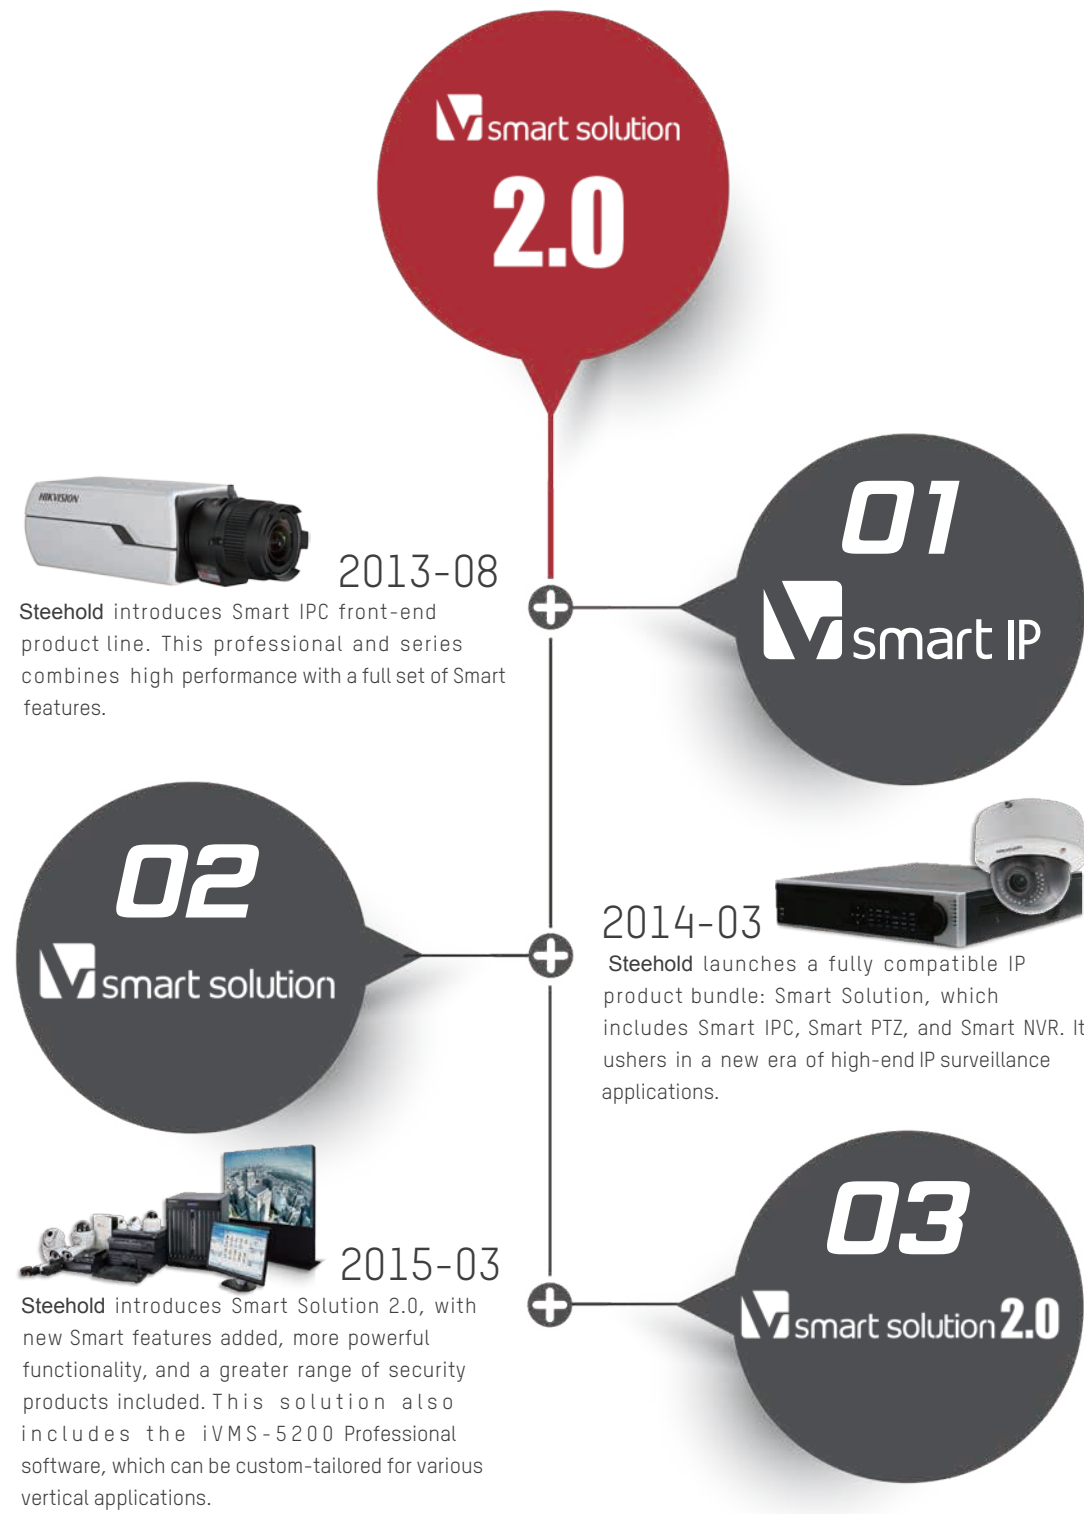 smart solution
2.0
HIKVISION
2013-08
01
smart IP
Steehold introduces Smart IPC front-end
product line. This professional and series
combines high performance with a full set of Smart
features.
02
smart solution
2014-03
Steehold launches a fully compatible IP
product bundle: Smart Solution, which
includes Smart IPC, Smart PTZ, and Smart NVR. It
ushers in a new era of high-end IP surveillance
applications.
2015-03
03
smart solution 2.0
Steehold introduces Smart Solution 2.0, with
new Smart features added, more powerful
functionality, and a greater range of security
products included. This solution also
includes the iVMS-5200 Professional
software, which can be custom-tailored for various
vertical applications.